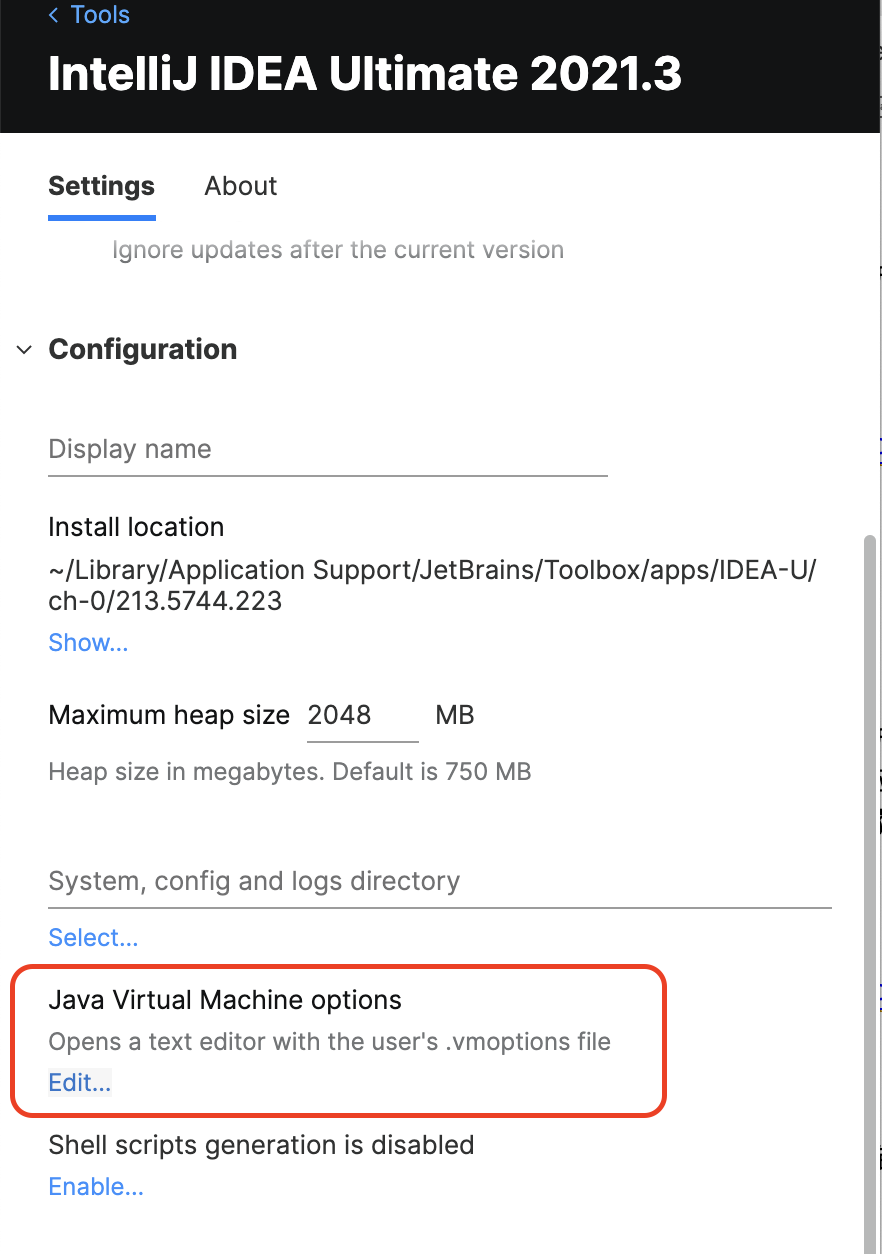 Tools
IntelliJ IDEA Ultimate 2021.3
Settings
About
Ignore updates after the current version
Configuration
Display name
Install location
~/Library/Application Support/JetBrains/Toolbox/apps/IDEA-U/
ch-0/213.5744.223
Show...
Maximum heap size 2048 MB
Heap size in megabytes. Default is 750 MB
System, config and logs directory
Select...
Java Virtual Machine options
Opens a text editor with the user's .vmoptions file
Edit...
Shell scripts generation is disabled
Enable...